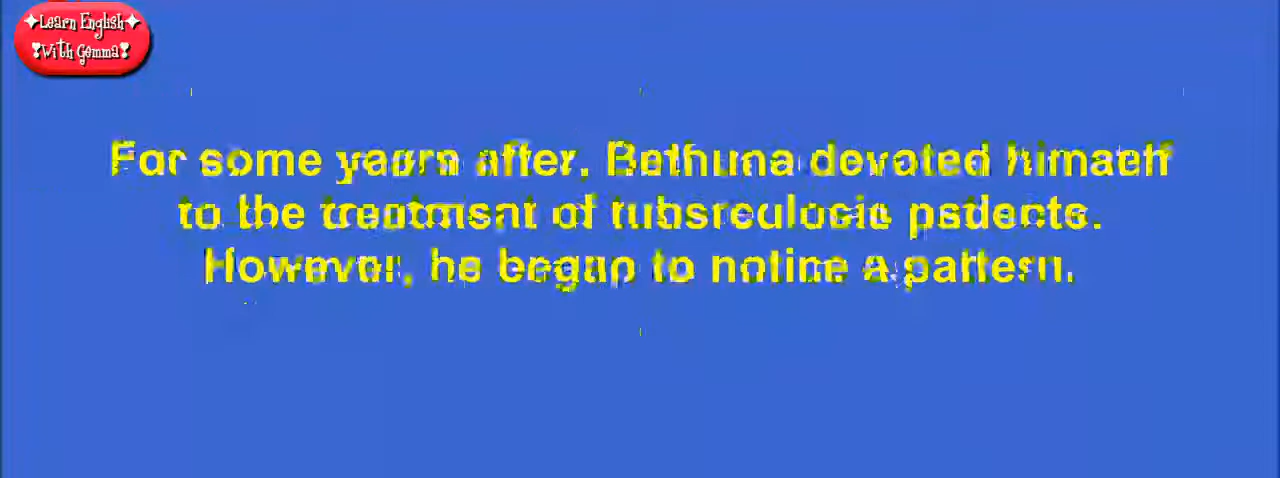 Learn English
With Gemma
For some years after, Bethune devoted himself
to the treatment of tuberculosis patients.
However, he began to notice a pattern.